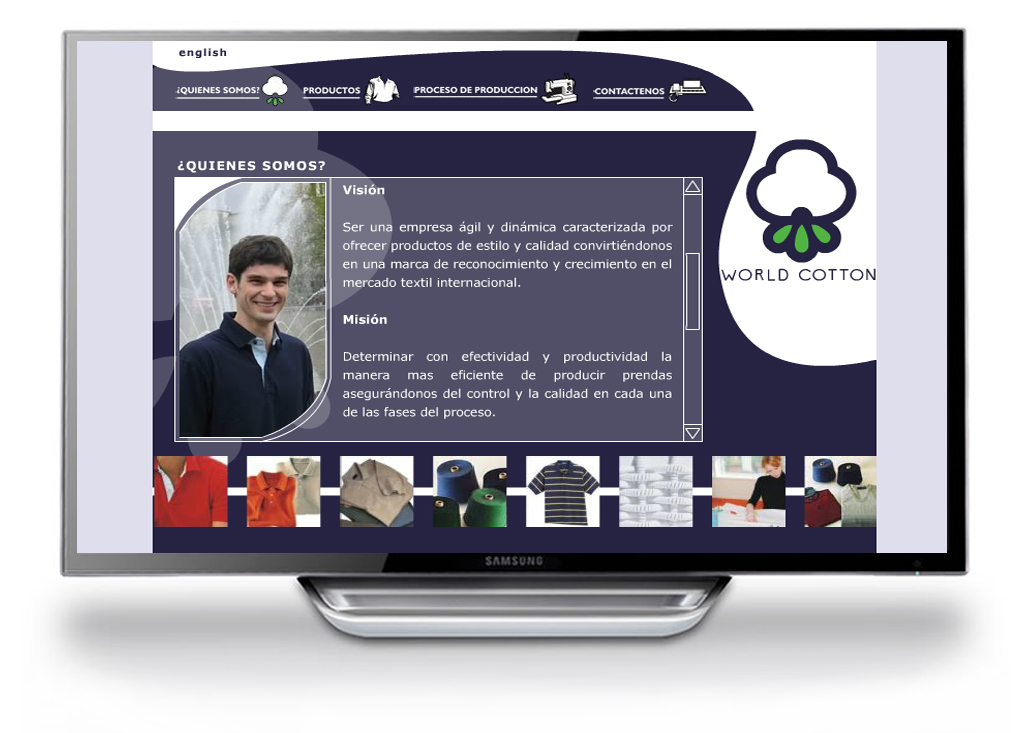 english
¿QUIENES SOMOS?
PRODUCTOS
PROCESO DE PRODUCCION
CONTACTENOS
¿QUIENES SOMOS?
Visión
Ser una empresa ágil y dinámica caracterizada por
ofrecer productos de estilo y calidad convirtiéndonos
en una marca de reconocimiento y crecimiento en el
mercado textil internacional.
Misión
Determinar con efectividad y productividad la
manera mas eficiente de producir prendas
asegurándonos del control y la calidad en cada una
de las fases del proceso.
WORLD COTTON
SAMSUNG